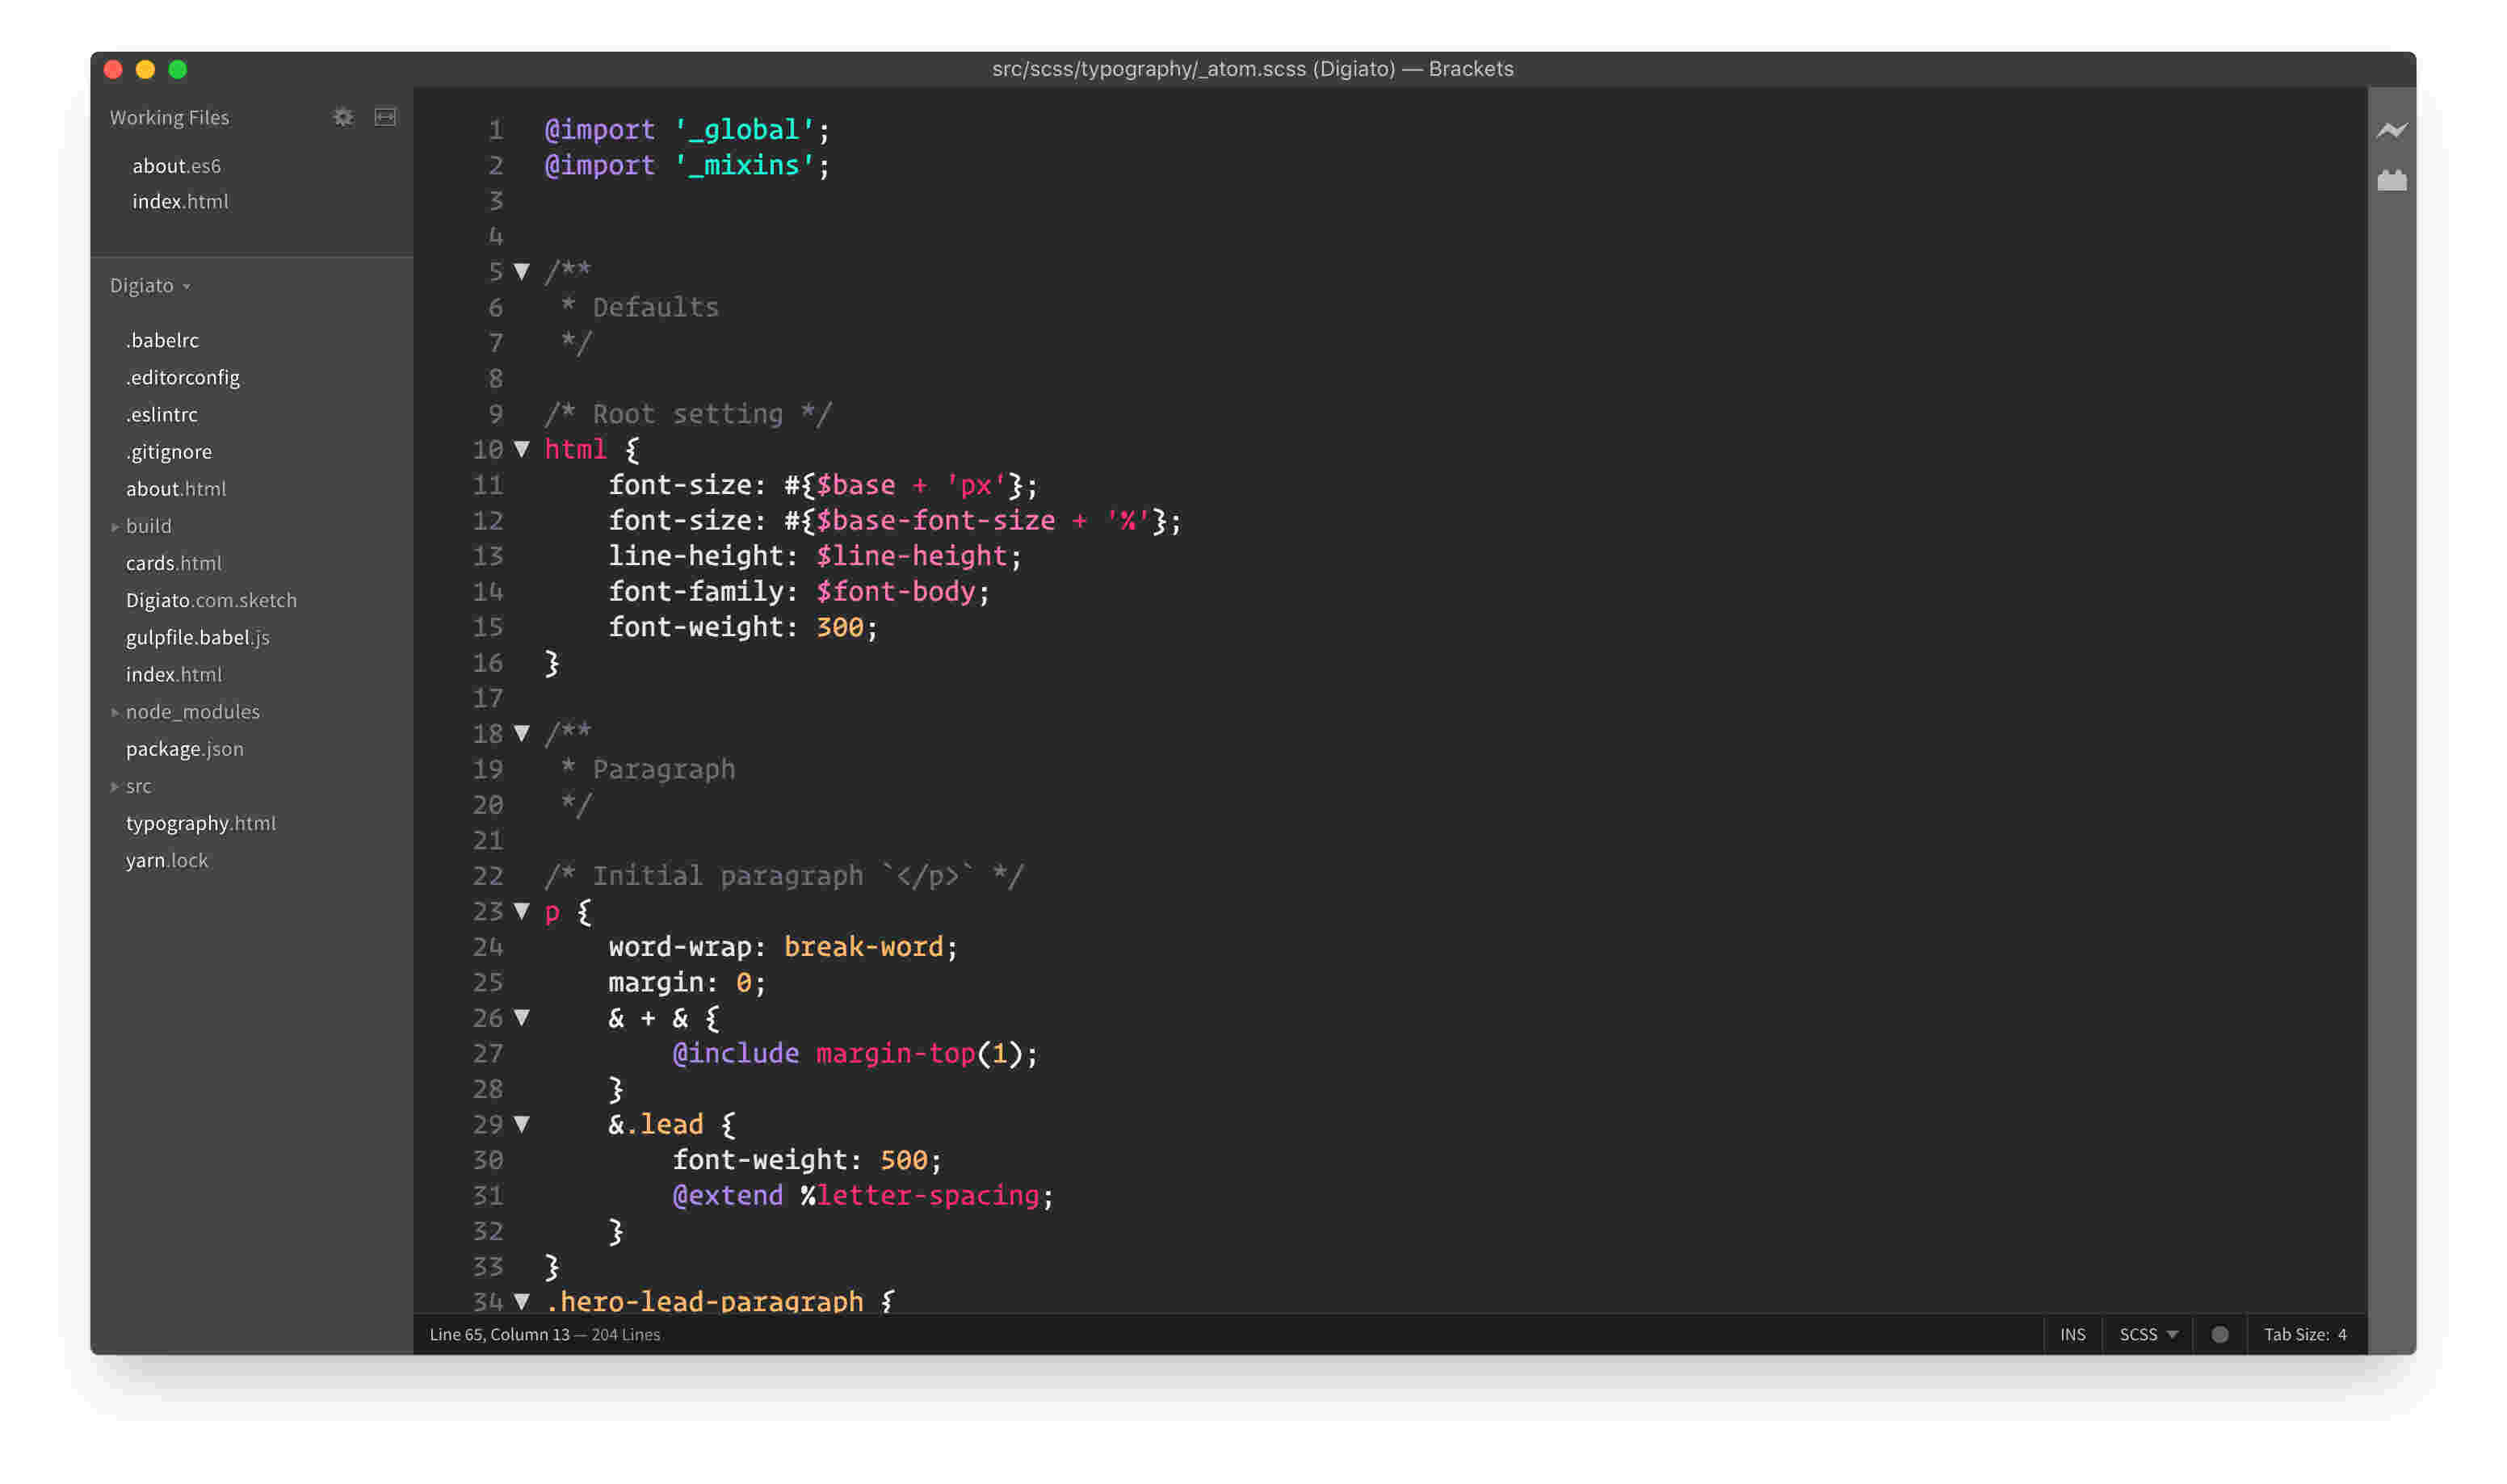 src/scss/typography/_atom.scss (Digiato) — Brackets
Working Files
about.es6
index.html
Digiato
.babelrc
.editorconfig
.eslintrc
.gitignore
about.html
build
cards.html
Digiato.com.sketch
gulpfile.babel.js
index.html
node_modules
package.json
src
typography.html
yarn.lock
1 @import '_global';
2 @import '_mixins';
3
4
5 /**
6  * Defaults
7  */
8
9 /* Root setting */
10 html {
11     font-size: #{$base + 'px'};
12     font-size: #{$base-font-size + '%'};
13     line-height: $line-height;
14     font-family: $font-body;
15     font-weight: 300;
16 }
17
18 /**
19  * Paragraph
20  */
21
22 /* Initial paragraph `</p>` */
23 p {
24     word-wrap: break-word;
25     margin: 0;
26     & + & {
27         @include margin-top(1);
28     }
29     &.lead {
30         font-weight: 500;
31         @extend %letter-spacing;
32     }
33 }
34 .hero-lead-paragraph {
Line 65, Column 13 — 204 Lines
INS
SCSS
Tab Size: 4